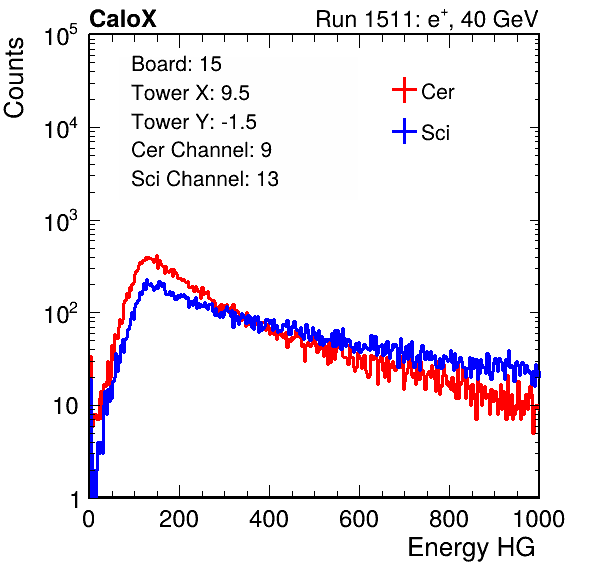 CaloX Run 1511: e⁺, 40 GeV
Counts
10⁵
10⁴
10³
10²
10
1
Board: 15
Tower X: 9.5
Tower Y: -1.5
Cer Channel: 9
Sci Channel: 13
Cer
Sci
0 200 400 600 800 1000
Energy HG